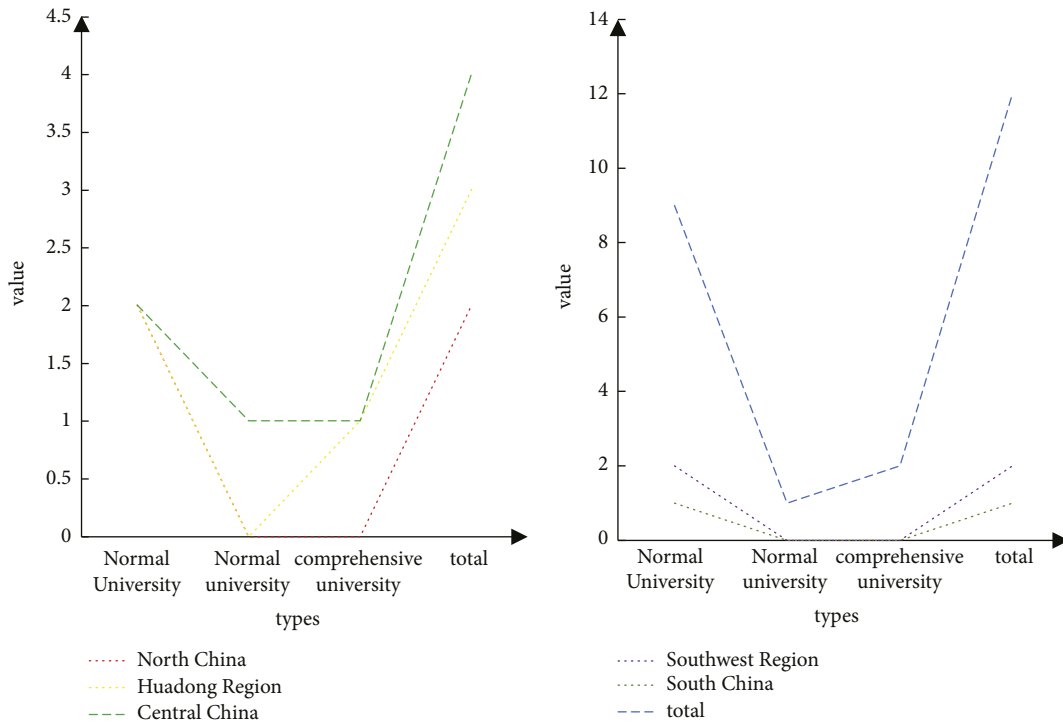 4.5
4
3.5
3
2.5
2
1.5
1
0.5
0
value
Normal
University
Normal
university
comprehensive
university
total
types
North China
Huadong Region
Central China
14
12
10
8
6
4
2
0
value
Normal
University
Normal
university
comprehensive
university
total
types
Southwest Region
South China
total